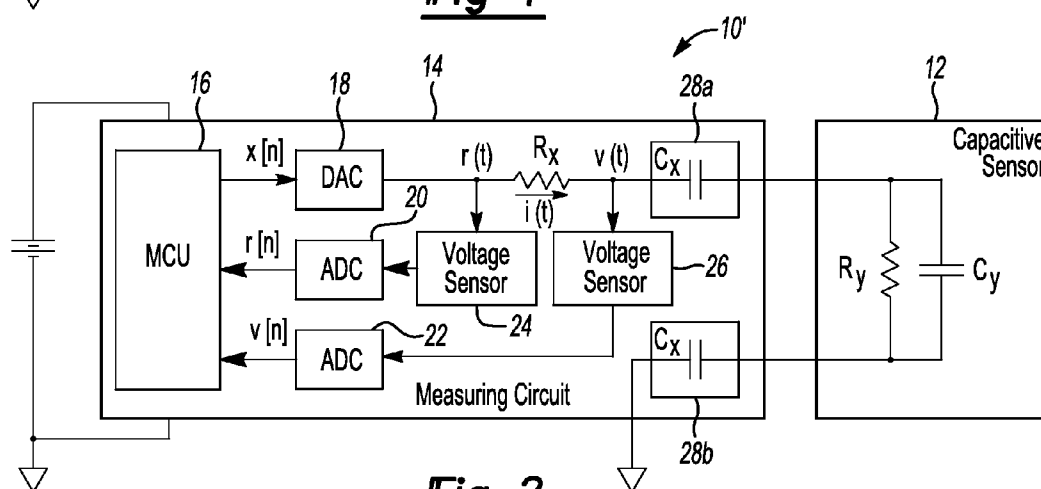 10'
16
18
14
28a
12
x [n]
DAC
r (t)
Rx
v (t)
Cx
Capacitive
Sensor
i (t)
20
MCU
r [n]
ADC
Voltage
Sensor
Voltage
Sensor
26
Ry
Cy
24
v [n]
22
ADC
Cx
Measuring Circuit
28b